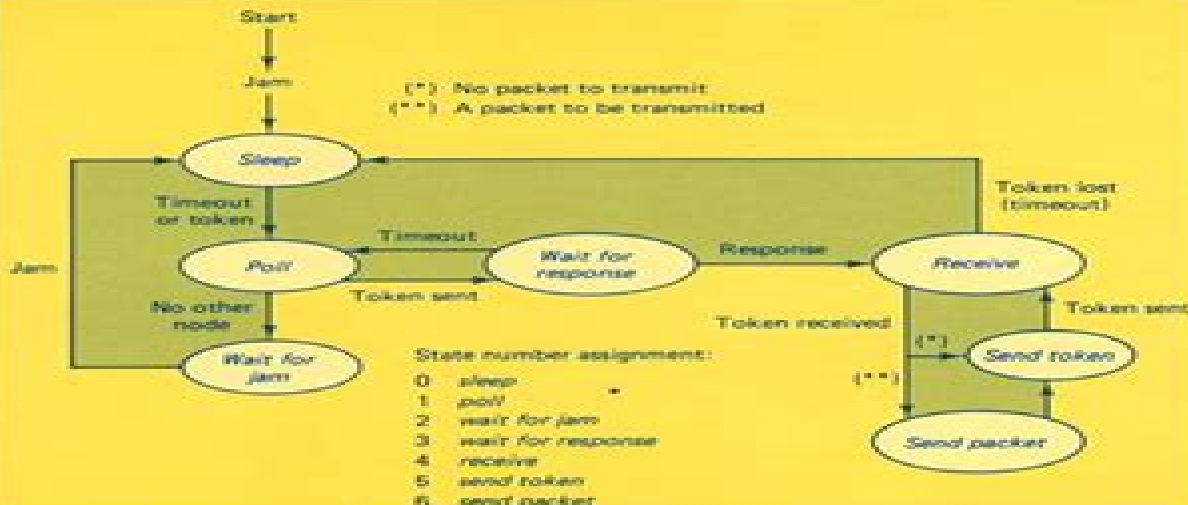 Start
Jam
(*) No packet to transmit
(**) A packet to be transmitted
Sleep
Timeout
or token
Token lost
(timeout)
Jam
Poll
Timeout
Token sent
Wait for
response
Response
Receive
No other
node
Wait for
jam
Token received
(*)
(**)
Token sent
Send token
Send packet
State number assignment:
0 sleep
1 poll
2 wait for jam
3 wait for response
4 receive
5 send token
6 send packet